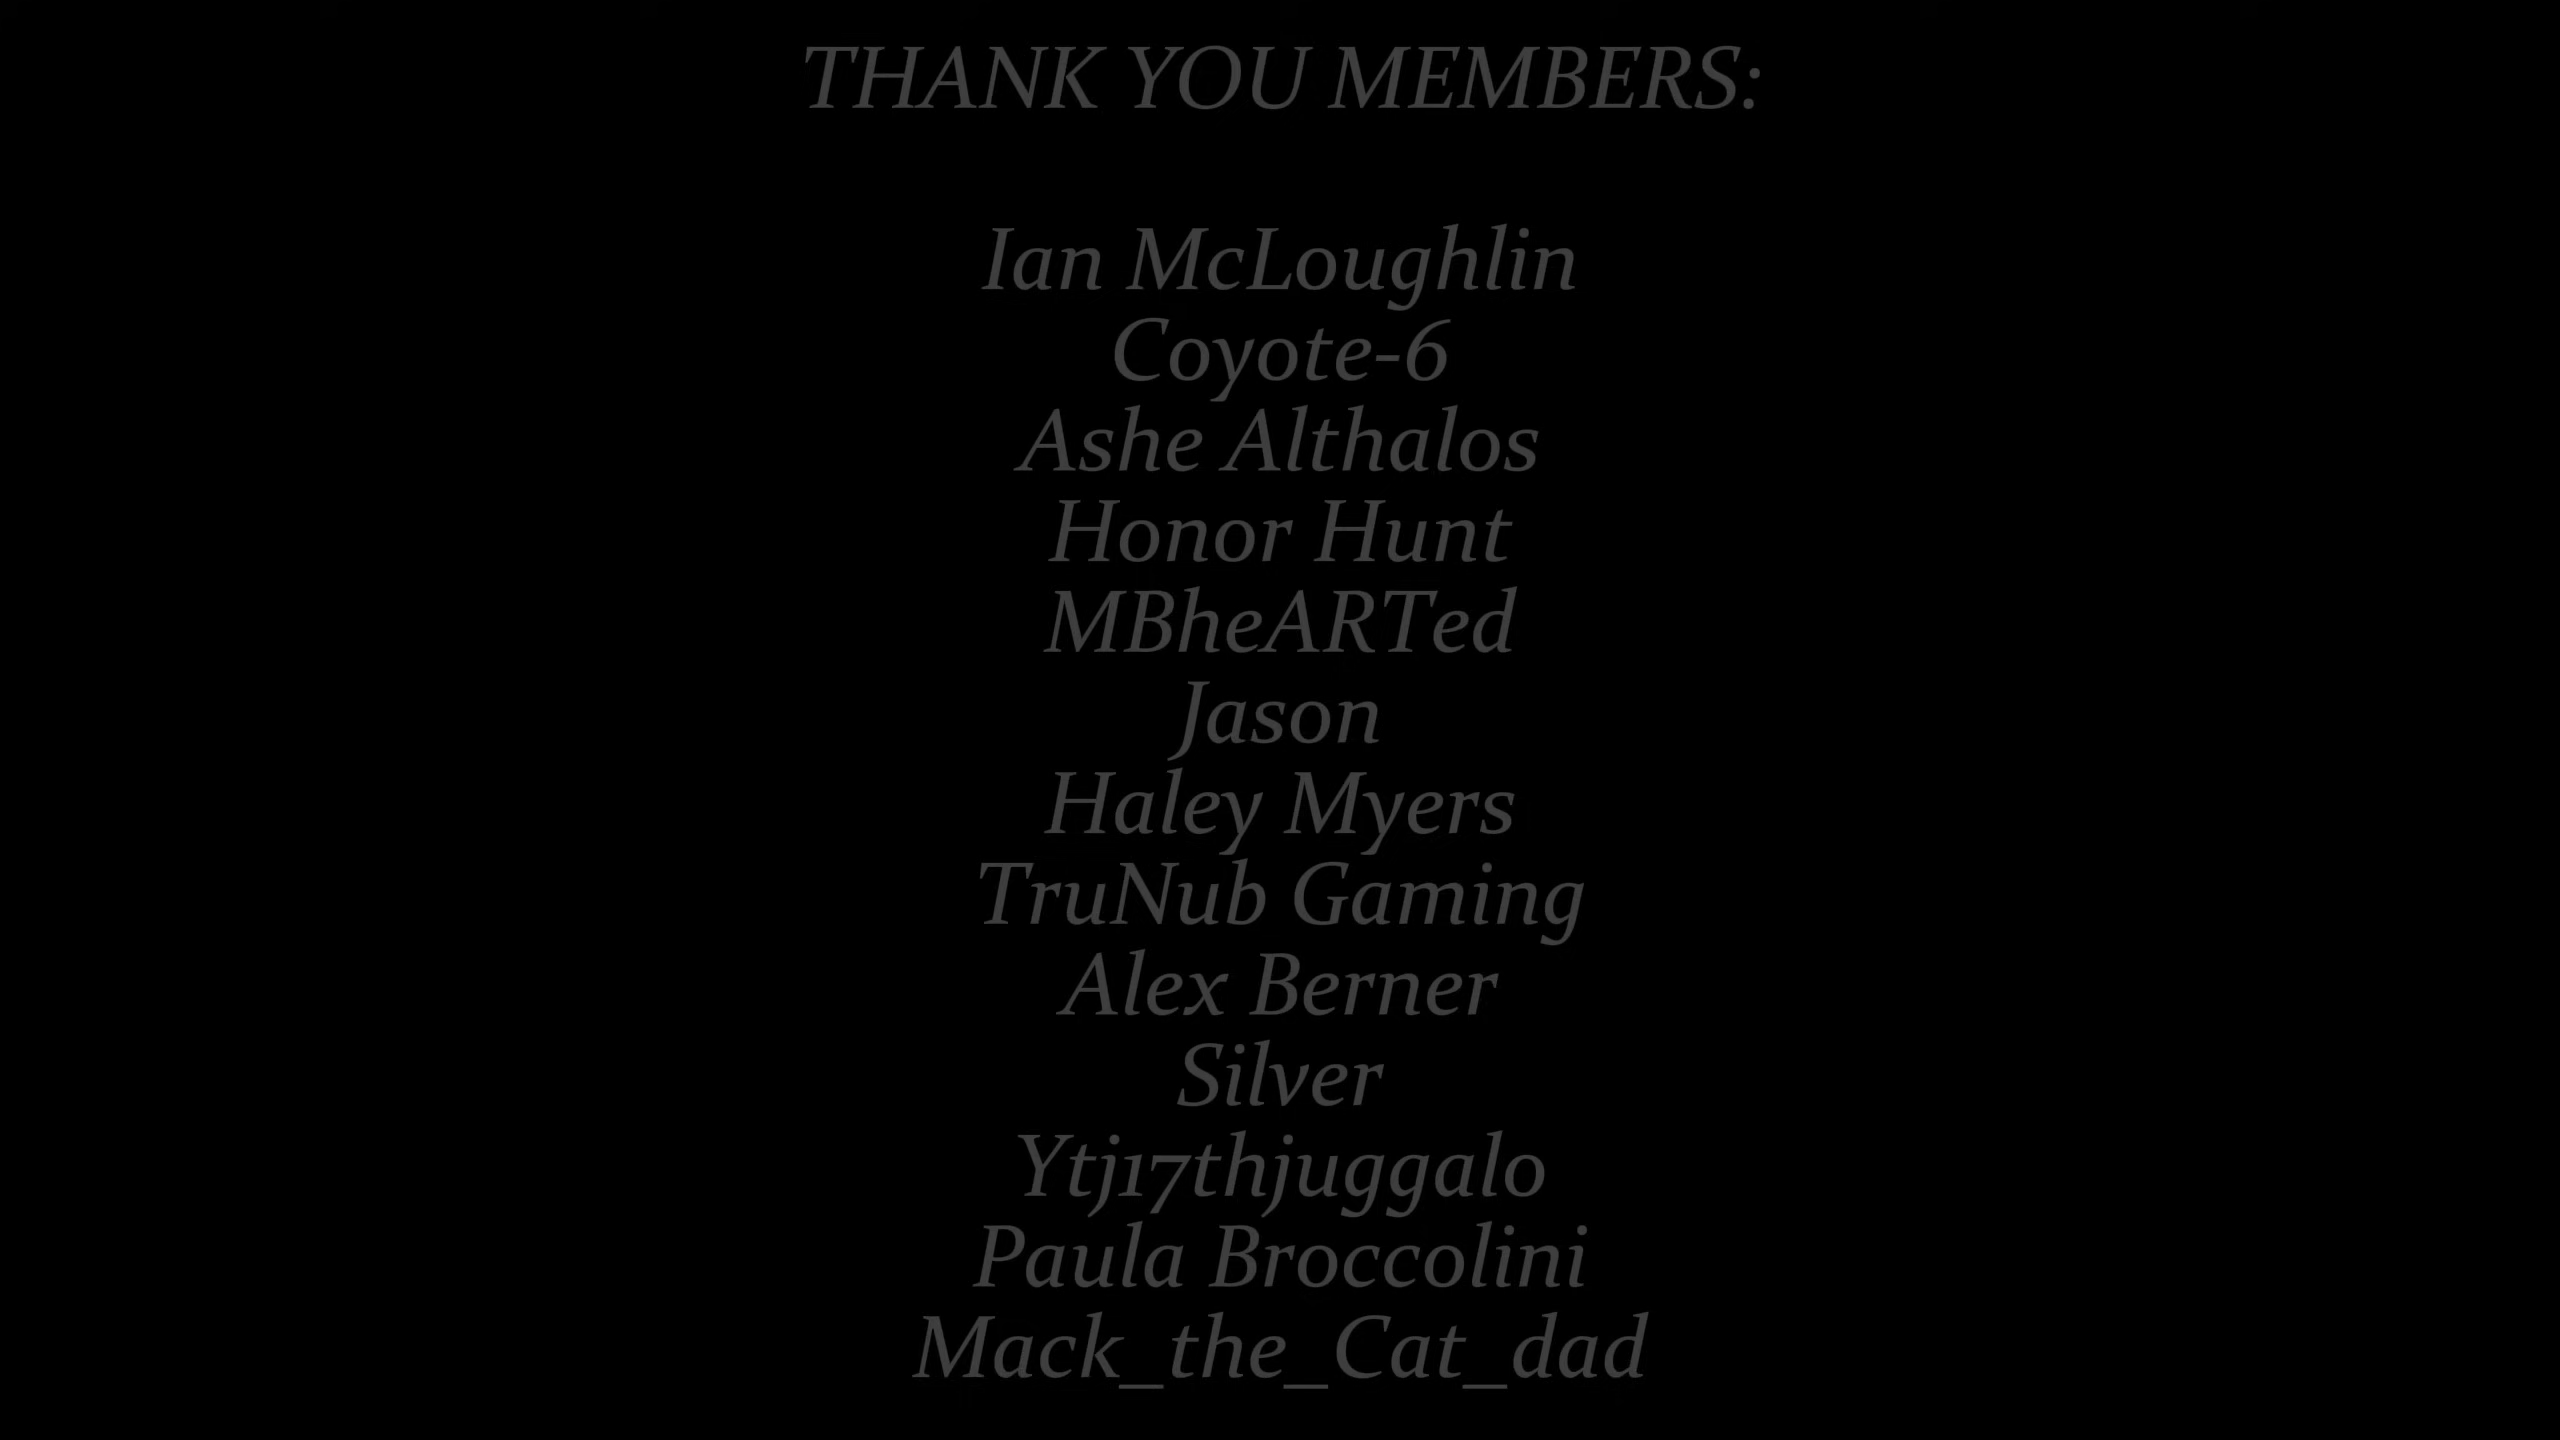 THANK YOU MEMBERS:
Ian McLoughlin
Coyote-6
Ashe Althalos
Honor Hunt
MBheARTed
Jason
Haley Myers
TruNub Gaming
Alex Berner
Silver
Ytj17thjuggalo
Paula Broccolini
Mack_the_Cat_dad